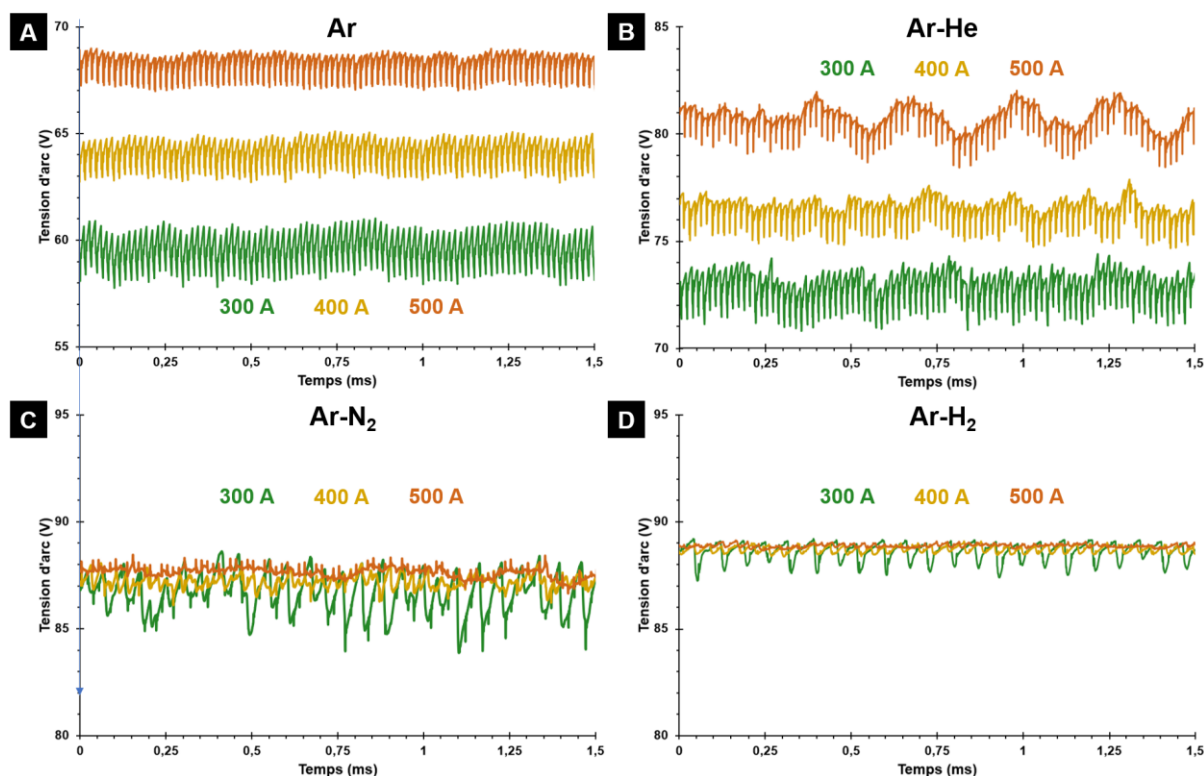 A
Ar
70
65
60
55
Tension d'arc (V)
300 A 400 A 500 A
0 0,25 0,5 0,75 1 1,25 1,5
Temps (ms)
B
Ar-He
85
80
75
70
Tension d'arc (V)
300 A 400 A 500 A
0 0,25 0,5 0,75 1 1,25 1,5
Temps (ms)
C
Ar-N₂
95
90
85
80
Tension d'arc (V)
300 A 400 A 500 A
0 0,25 0,5 0,75 1 1,25 1,5
Temps (ms)
D
Ar-H₂
95
90
85
80
Tension d'arc (V)
300 A 400 A 500 A
0 0,25 0,5 0,75 1 1,25 1,5
Temps (ms)